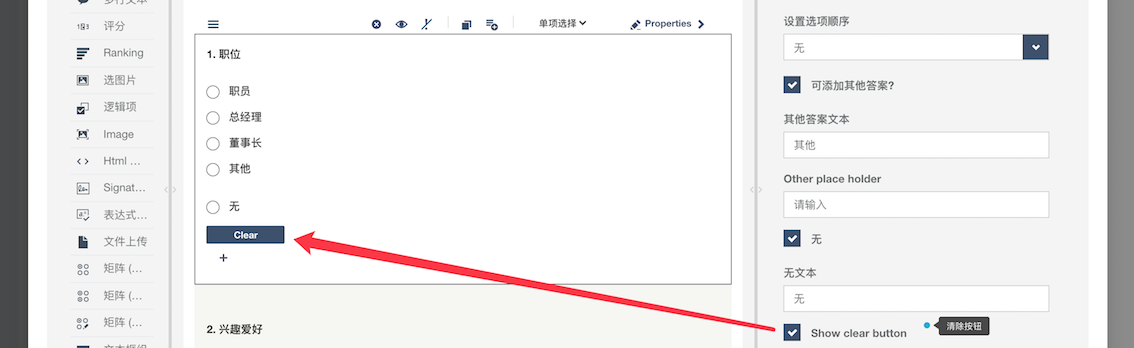 评分
Ranking
选图片
逻辑项
Image
Html ...
Signat...
表达式...
文件上传
矩阵 (...
矩阵 (...
矩阵 (...
单项选择
Properties
1. 职位
职员
总经理
董事长
其他
无
Clear
2. 兴趣爱好
设置选项顺序
无
可添加其他答案?
其他答案文本
其他
Other place holder
请输入
无
无文本
无
Show clear button
清除按钮